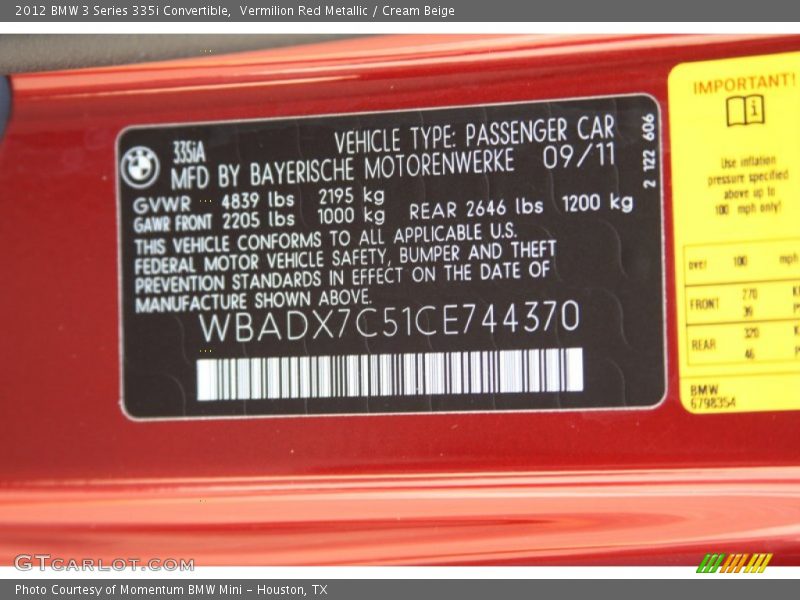 2012 BMW 3 Series 335i Convertible, Vermilion Red Metallic / Cream Beige
335iA
VEHICLE TYPE: PASSENGER CAR
MFD BY BAYERISCHE MOTORENWERKE 09/11
GVWR 4839 lbs 2195 kg
GAWR FRONT 2205 lbs 1000 kg REAR 2646 lbs 1200 kg
THIS VEHICLE CONFORMS TO ALL APPLICABLE U.S.
FEDERAL MOTOR VEHICLE SAFETY, BUMPER AND THEFT
PREVENTION STANDARDS IN EFFECT ON THE DATE OF
MANUFACTURE SHOWN ABOVE.
WBADX7C51CE744370
2 122 606
IMPORTANT!
Use inflation
pressure specified
above up to
100 mph only!
over 100 mph
FRONT 270
39
REAR 320
46
BMW
6798354
GTCARLOT.COM
Photo Courtesy of Momentum BMW Mini - Houston, TX